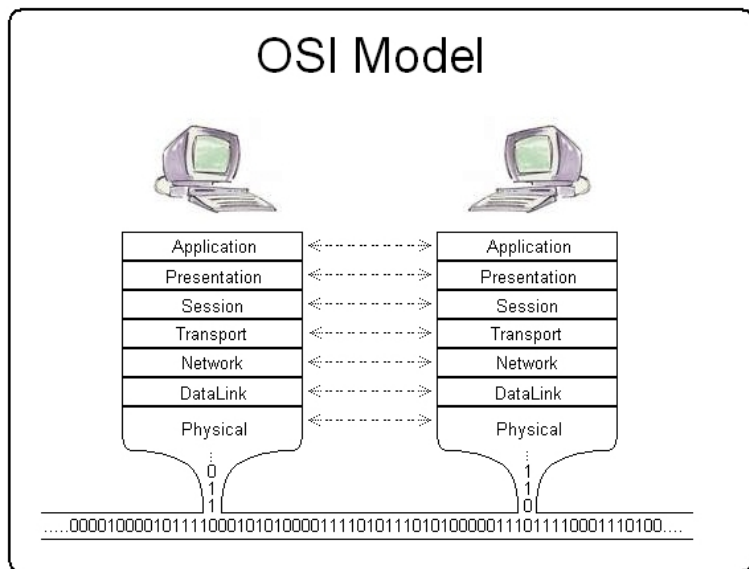 OSI Model
Application
Presentation
Session
Transport
Network
DataLink
Physical
0
1
1
Application
Presentation
Session
Transport
Network
DataLink
Physical
1
1
0
.....00001000010111100010101000011110101110101000001111011110001110100....